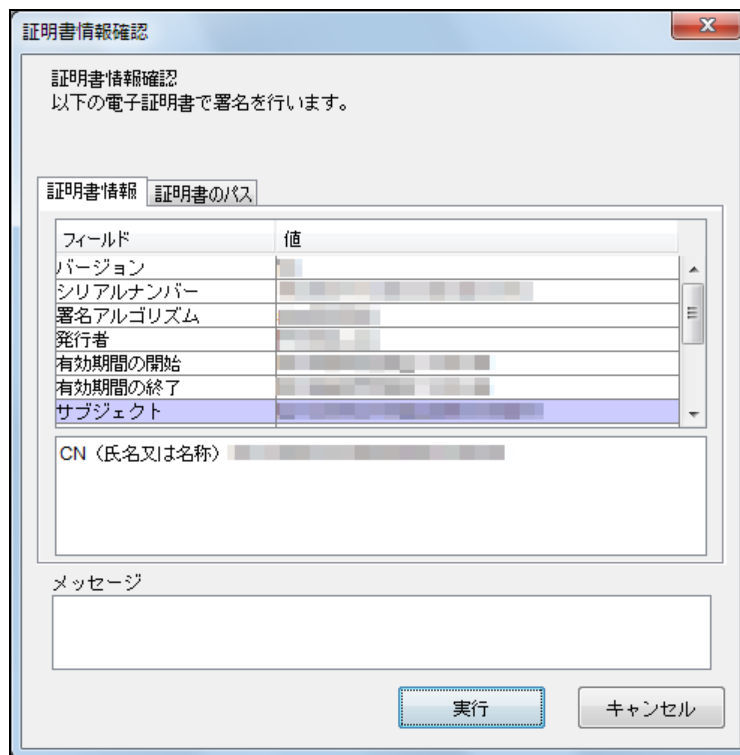 証明書情報確認
証明書情報確認
以下の電子証明書で署名を行います。
証明書情報 証明書のパス
フィールド 値
バージョン
シリアルナンバー
署名アルゴリズム
発行者
有効期間の開始
有効期間の終了
サブジェクト
CN（氏名又は名称）
メッセージ
実行 キャンセル